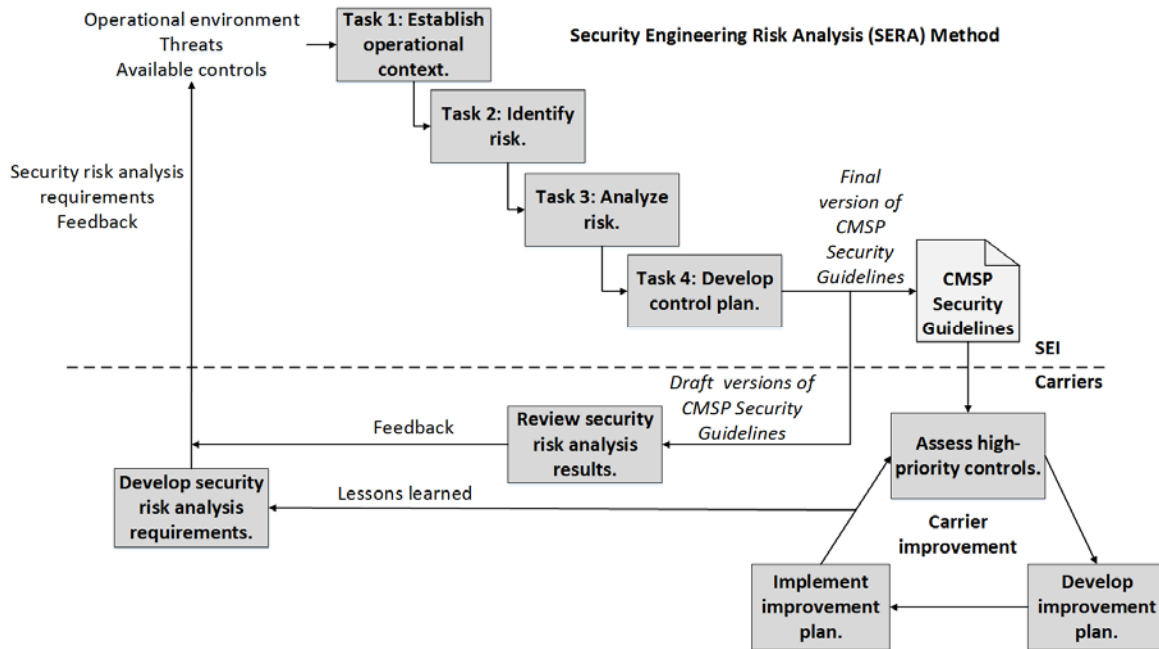 Operational environment
Threats
Available controls
Task 1: Establish
operational
context.
Security Engineering Risk Analysis (SERA) Method
Task 2: Identify
risk.
Security risk analysis
requirements
Feedback
Task 3: Analyze
risk.
Final
version of
CMSP
Security
Guidelines
Task 4: Develop
control plan.
CMSP
Security
Guidelines
SEI
Carriers
Draft versions of
CMSP Security
Guidelines
Feedback
Review security
risk analysis
results.
Assess high-
priority controls.
Develop security
risk analysis
requirements.
Lessons learned
Carrier
improvement
Implement
improvement
plan.
Develop
improvement
plan.